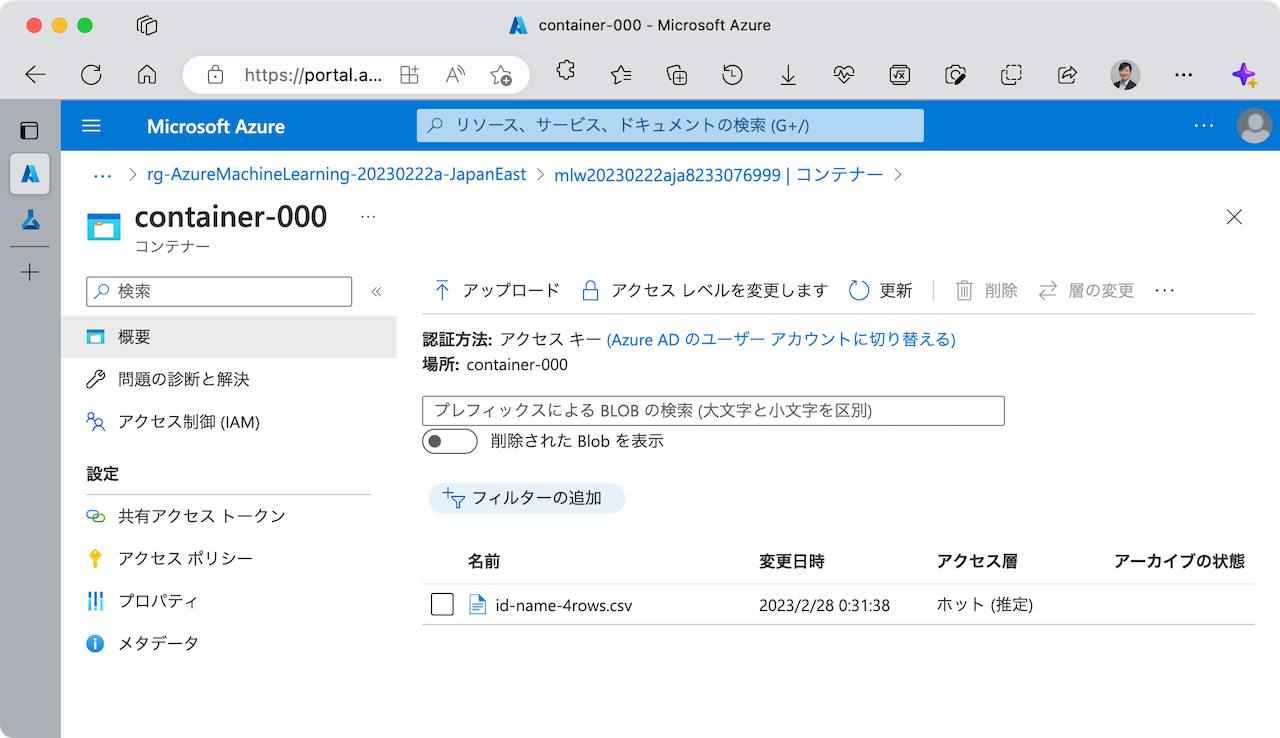 container-000 - Microsoft Azure
https://portal.a...
Microsoft Azure
リソース、サービス、ドキュメントの検索 (G+/)
… > rg-AzureMachineLearning-20230222a-JapanEast > mlw20230222aja8233076999 | コンテナー >
container-000 …
コンテナー
検索 «
アップロード アクセス レベルを変更します 更新 削除 層の変更 …
概要
問題の診断と解決
アクセス制御 (IAM)
設定
共有アクセス トークン
アクセス ポリシー
プロパティ
メタデータ
認証方法: アクセス キー (Azure AD のユーザー アカウントに切り替える)
場所: container-000
プレフィックスによる BLOB の検索 (大文字と小文字を区別)
削除された Blob を表示
フィルターの追加
名前 変更日時 アクセス層 アーカイブの状態
id-name-4rows.csv 2023/2/28 0:31:38 ホット (推定)